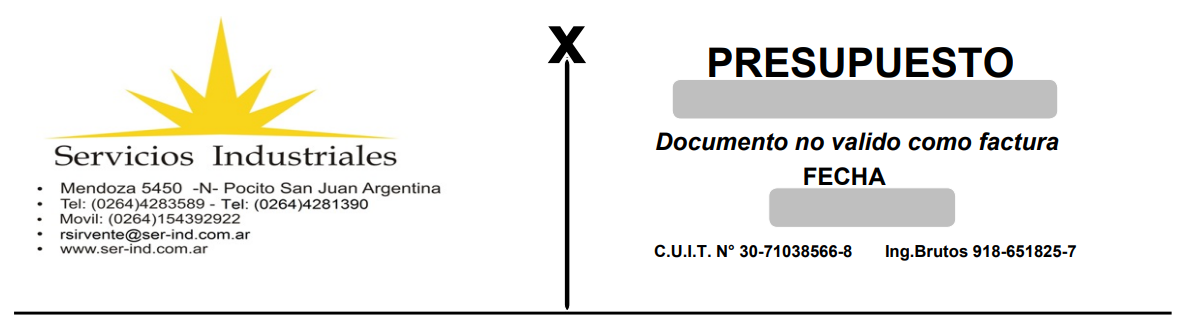 Servicios Industriales
• Mendoza 5450 -N- Pocito San Juan Argentina
• Tel: (0264)4283589 - Tel: (0264)4281390
• Movil: (0264)154392922
• rsirvente@ser-ind.com.ar
• www.ser-ind.com.ar
X
PRESUPUESTO
Documento no valido como factura
FECHA
C.U.I.T. N° 30-71038566-8 Ing.Brutos 918-651825-7